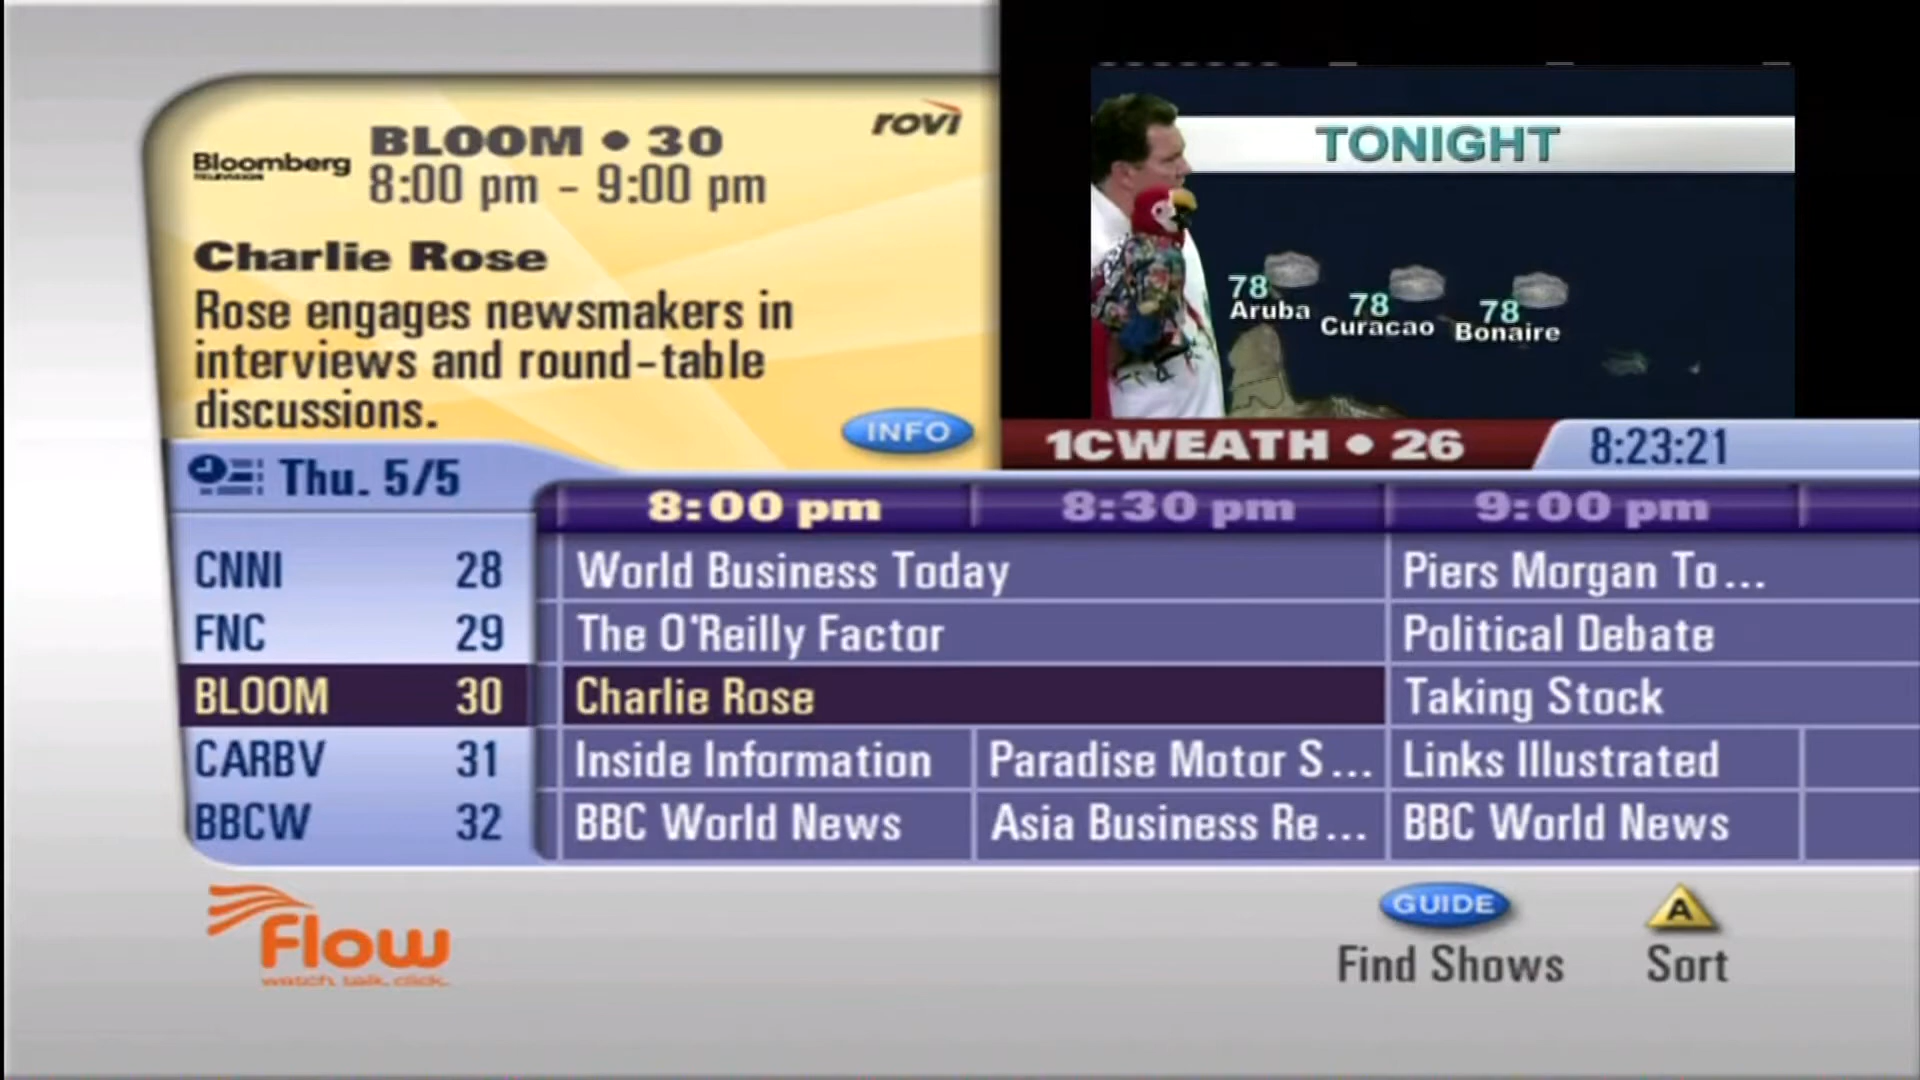 Bloomberg
TELEVISION
BLOOM • 30
8:00 pm - 9:00 pm
rovi
Charlie Rose
Rose engages newsmakers in
interviews and round-table
discussions.
INFO
TONIGHT
78
Aruba
78
Curacao
78
Bonaire
1CWEATH • 26
8:23:21
Thu. 5/5
8:00 pm 8:30 pm 9:00 pm
CNNI 28 World Business Today Piers Morgan To...
FNC 29 The O'Reilly Factor Political Debate
BLOOM 30 Charlie Rose Taking Stock
CARBV 31 Inside Information Paradise Motor S... Links Illustrated
BBCW 32 BBC World News Asia Business Re... BBC World News
Flow
watch. talk. click.
GUIDE
Find Shows
A
Sort